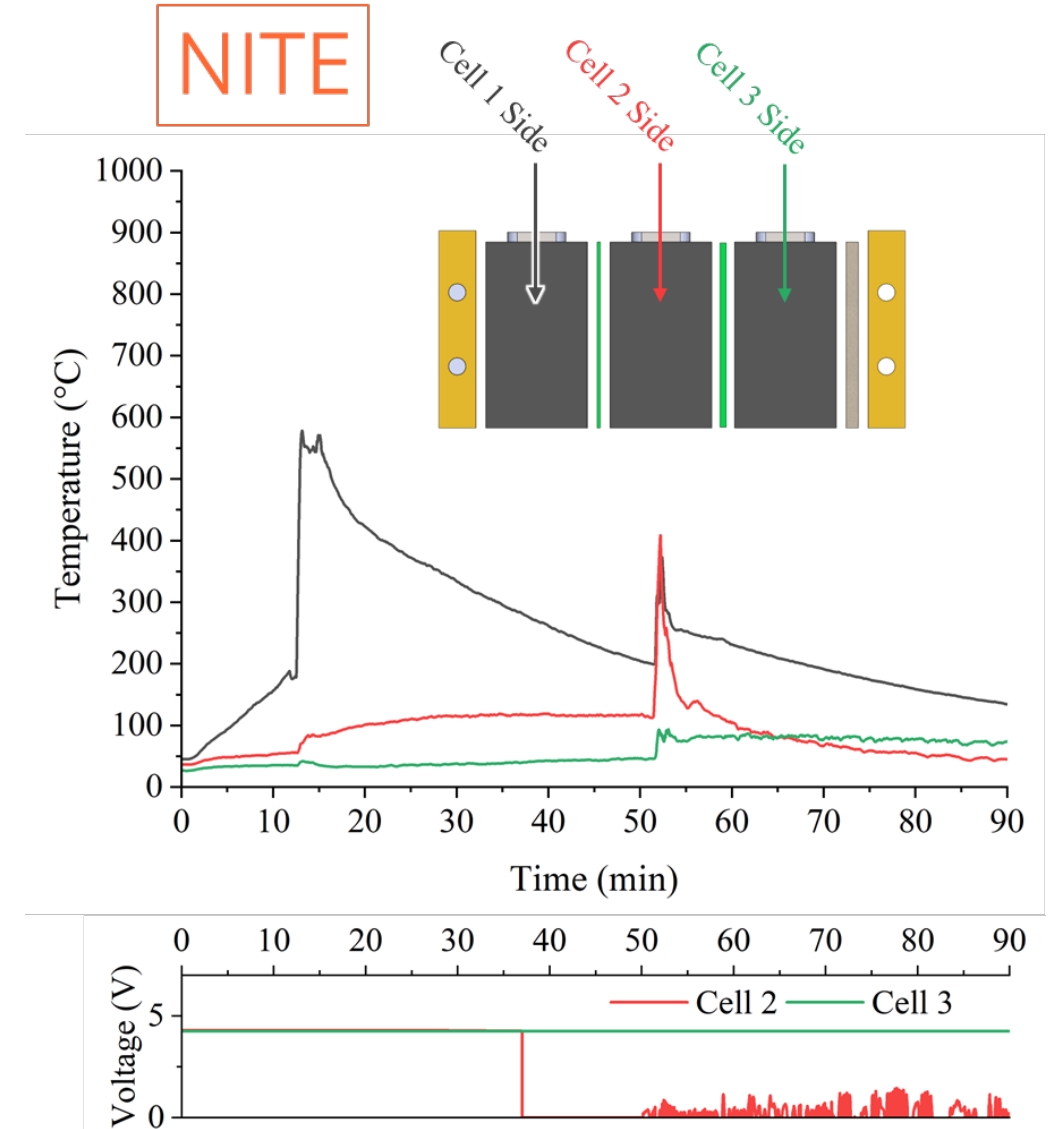 NITE
Cell 1 Side
Cell 2 Side
Cell 3 Side
1000
900
800
700
600
500
400
300
200
100
0
Temperature (°C)
0 10 20 30 40 50 60 70 80 90
Time (min)
0 10 20 30 40 50 60 70 80 90
Voltage (V)
5
0
Cell 2 Cell 3